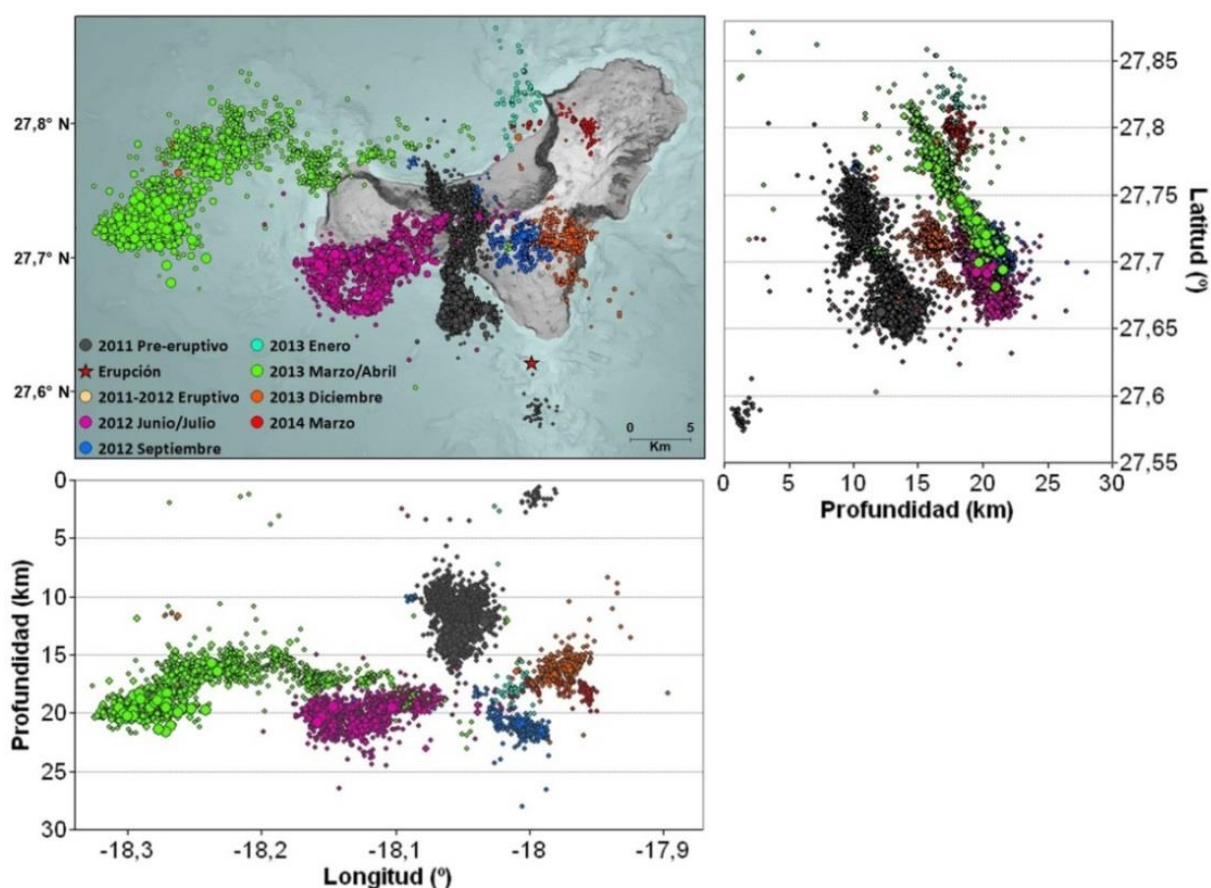 27,8° N
27,7° N
27,6° N
2011 Pre-eruptivo
Erupción
2011-2012 Eruptivo
2012 Junio/Julio
2012 Septiembre
2013 Enero
2013 Marzo/Abril
2013 Diciembre
2014 Marzo
0 5
Km
27,85
27,8
27,75
27,7
27,65
27,6
27,55
Latitud (º)
0 5 10 15 20 25 30
Profundidad (km)
0
5
10
15
20
25
30
Profundidad (km)
-18,3 -18,2 -18,1 -18 -17,9
Longitud (º)